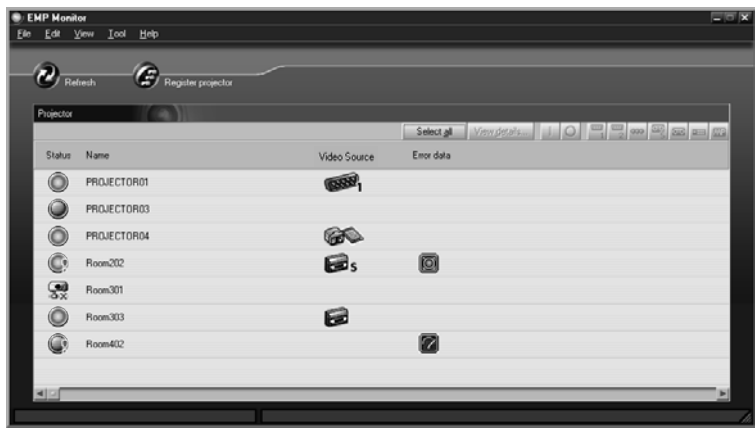 EMP Monitor
File Edit View Tool Help
Refresh Register projector
Projector
Select all View details...
Status Name Video Source Error data
PROJECTOR01 1
PROJECTOR03
PROJECTOR04
Room202 S
Room301
Room303
Room402